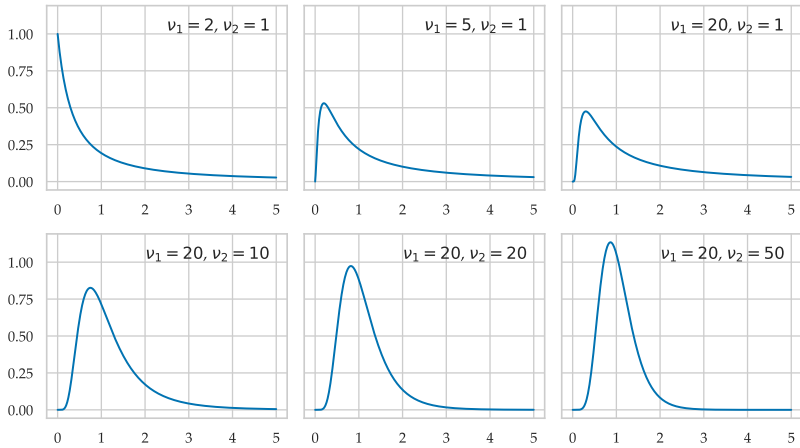 ν₁ = 2, ν₂ = 1
ν₁ = 5, ν₂ = 1
ν₁ = 20, ν₂ = 1
1.00
0.75
0.50
0.25
0.00
0 1 2 3 4 5
0 1 2 3 4 5
0 1 2 3 4 5
ν₁ = 20, ν₂ = 10
ν₁ = 20, ν₂ = 20
ν₁ = 20, ν₂ = 50
1.00
0.75
0.50
0.25
0.00
0 1 2 3 4 5
0 1 2 3 4 5
0 1 2 3 4 5